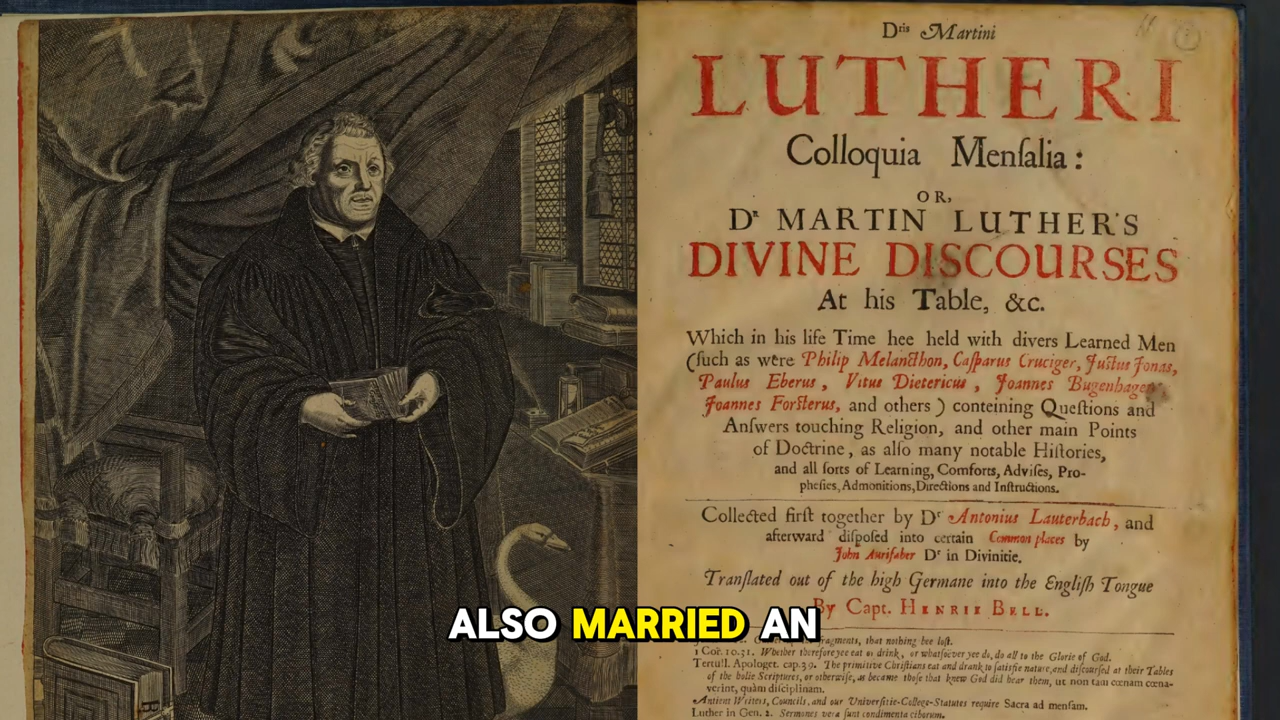 Dris Martini
LUTHERI
Colloquia Menſalia:
OR,
Dr MARTIN LUTHER'S
DIVINE DISCOURSES
At his Table, &c.
Which in his life Time hee held with divers Learned Men
(ſuch as were Philip Melancthon, Caſparus Cruciger, Juſtus Jonas,
Paulus Eberus, Vitus Dietericus, Joannes Bugenhagen
Joannes Forſterus, and others) conteining Queſtions and
Anſwers touching Religion, and other main Points
of Doctrine, as alſo many notable Hiſtories,
and all ſorts of Learning, Comforts, Adviſes, Pro-
pheſies, Admonitions, Directions and Inſtructions.
Collected firſt together by Dr Antonius Lauterbach, and
afterward diſpoſed into certain Common places by
John Aurifaber Dr in Divinitie.
Tranſlated out of the high Germane into the Engliſh Tongue
By Capt. HENRIE BELL.
ALSO MARRIED AN
fragments, that nothing bee loſt.
1 Cor. 10.31. Whether therefore yee eat or drink, or whatſoever yee do, do all to the Glorie of God.
Tertull. Apologet. cap. 39. The primitive Chriſtians eat and drank to ſatisfie nature, and diſcourſed at their Tables
of the holie Scriptures, or otherwiſe, as became thoſe that knew God did hear them, ut non tam cœnam cœna-
verint, quàm diſciplinam.
Antient Writers, Councils, and our Univerſitie-College-Statutes require Sacra ad menſam.
Luther in Gen. 2. Sermones vera ſunt condimenta ciborum.